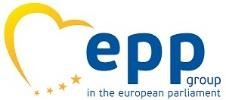 epp
group
in the european parliament